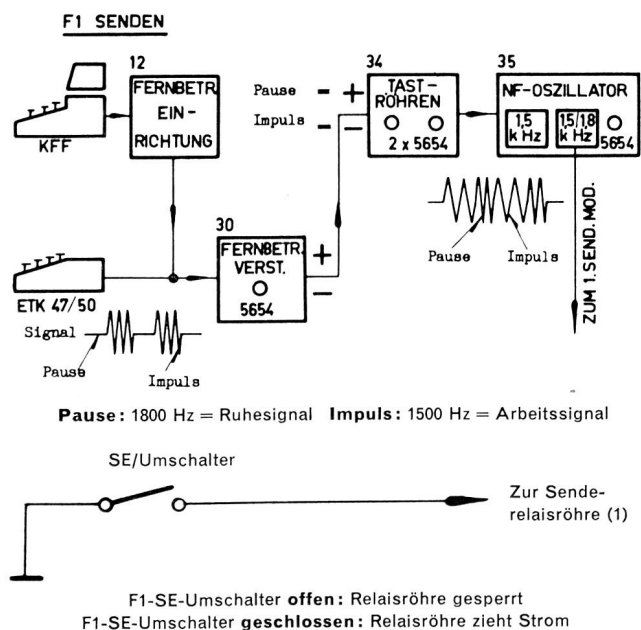 F1 SENDEN
KFF
12
FERNBETR.
EIN-
RICHTUNG
ETK 47/50
Signal
Pause
Impuls
30
FERNBETR.
VERST.
5654
+
−
Pause - +
Impuls - −
34
TAST-
RÖHREN
2 x 5654
35
NF-OSZILLATOR
1,5
k Hz
1,5/1,8
k Hz
5654
Pause
Impuls
ZUM 1. SEND. MOD.
Pause: 1800 Hz = Ruhesignal Impuls: 1500 Hz = Arbeitssignal
SE/Umschalter
Zur Sende-
relaisröhre (1)
F1-SE-Umschalter offen: Relaisröhre gesperrt
F1-SE-Umschalter geschlossen: Relaisröhre zieht Strom